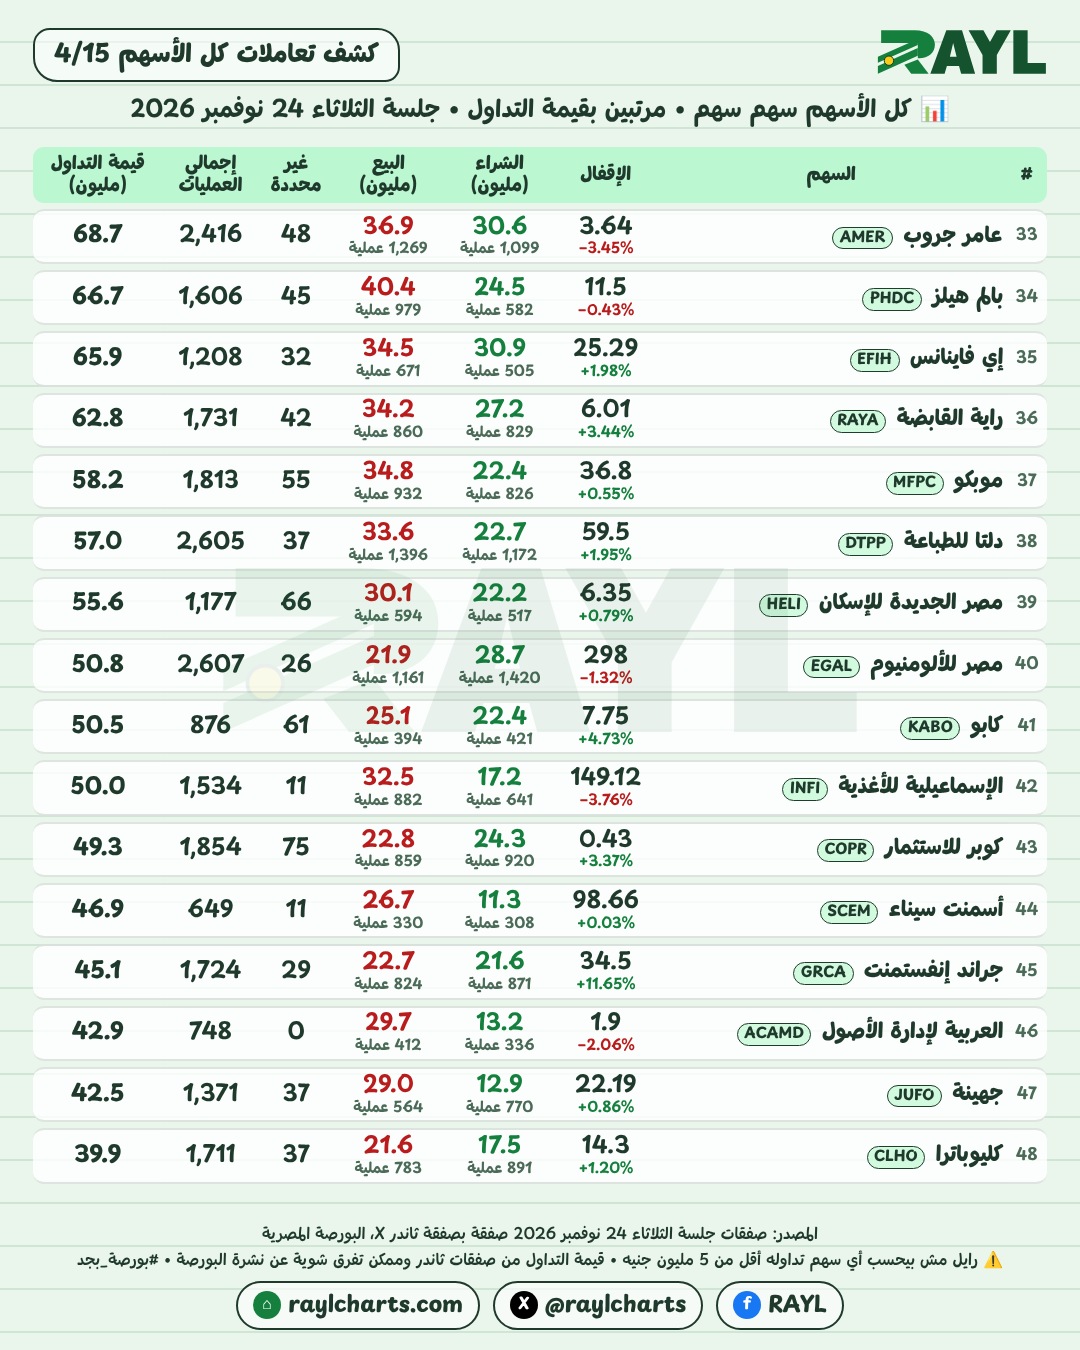 RAYL
كشف تعاملات كل الأسهم 4/15
📊 كل الأسهم سهم سهم • مرتبين بقيمة التداول • جلسة الثلاثاء 24 نوفمبر 2026
# السهم الإقفال الشراء (مليون) البيع (مليون) غير محددة إجمالي العمليات قيمة التداول (مليون)
33 عامر جروب AMER 3.64 30.6 36.9 48 2,416 68.7
−3.45% 1,099 عملية 1,269 عملية
34 بالم هيلز PHDC 11.5 24.5 40.4 45 1,606 66.7
−0.43% 582 عملية 979 عملية
35 إي فاينانس EFIH 25.29 30.9 34.5 32 1,208 65.9
+1.98% 505 عملية 671 عملية
36 راية القابضة RAYA 6.01 27.2 34.2 42 1,731 62.8
+3.44% 829 عملية 860 عملية
37 موبكو MFPC 36.8 22.4 34.8 55 1,813 58.2
+0.55% 826 عملية 932 عملية
38 دلتا للطباعة DTPP 59.5 22.7 33.6 37 2,605 57.0
+1.95% 1,172 عملية 1,396 عملية
39 مصر الجديدة للإسكان HELI 6.35 22.2 30.1 66 1,177 55.6
+0.79% 517 عملية 594 عملية
40 مصر للألومنيوم EGAL 298 28.7 21.9 26 2,607 50.8
−1.32% 1,420 عملية 1,161 عملية
41 كابو KABO 7.75 22.4 25.1 61 876 50.5
+4.73% 421 عملية 394 عملية
42 الإسماعيلية للأغذية INFI 149.12 17.2 32.5 11 1,534 50.0
−3.76% 641 عملية 882 عملية
43 كوبر للاستثمار COPR 0.43 24.3 22.8 75 1,854 49.3
+3.37% 920 عملية 859 عملية
44 أسمنت سيناء SCEM 98.66 11.3 26.7 11 649 46.9
+0.03% 308 عملية 330 عملية
45 جراند إنفستمنت GRCA 34.5 21.6 22.7 29 1,724 45.1
+11.65% 871 عملية 824 عملية
46 العربية لإدارة الأصول ACAMD 1.9 13.2 29.7 0 748 42.9
−2.06% 336 عملية 412 عملية
47 جهينة JUFO 22.19 12.9 29.0 37 1,371 42.5
+0.86% 770 عملية 564 عملية
48 كليوباترا CLHO 14.3 17.5 21.6 37 1,711 39.9
+1.20% 891 عملية 783 عملية
المصدر: صفقات جلسة الثلاثاء 24 نوفمبر 2026 صفقة بصفقة ثاندر X، البورصة المصرية
⚠️ رايل مش بيحسب أي سهم تداوله أقل من 5 مليون جنيه • قيمة التداول من صفقات ثاندر وممكن تفرق شوية عن نشرة البورصة • #بورصة_بجد
raylcharts.com @raylcharts RAYL